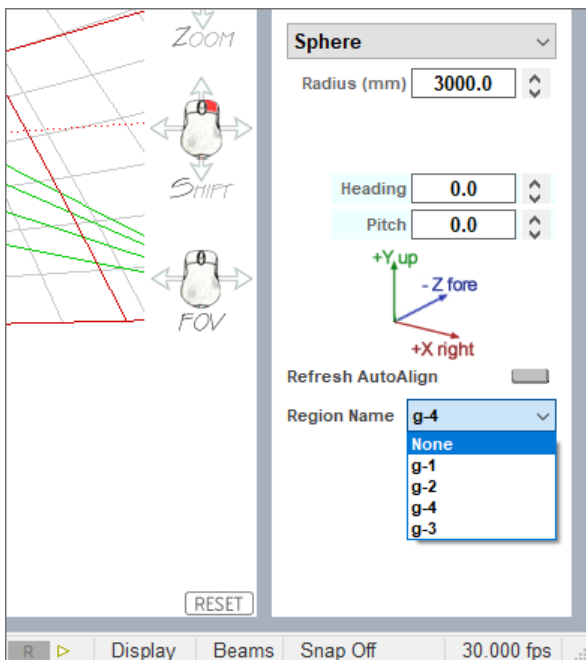 ZOOM
SHIFT
FOV
RESET
Sphere
Radius (mm) 3000.0
Heading 0.0
Pitch 0.0
+Y up
- Z fore
+X right
Refresh AutoAlign
Region Name g-4
None
g-1
g-2
g-4
g-3
R Display Beams Snap Off 30.000 fps